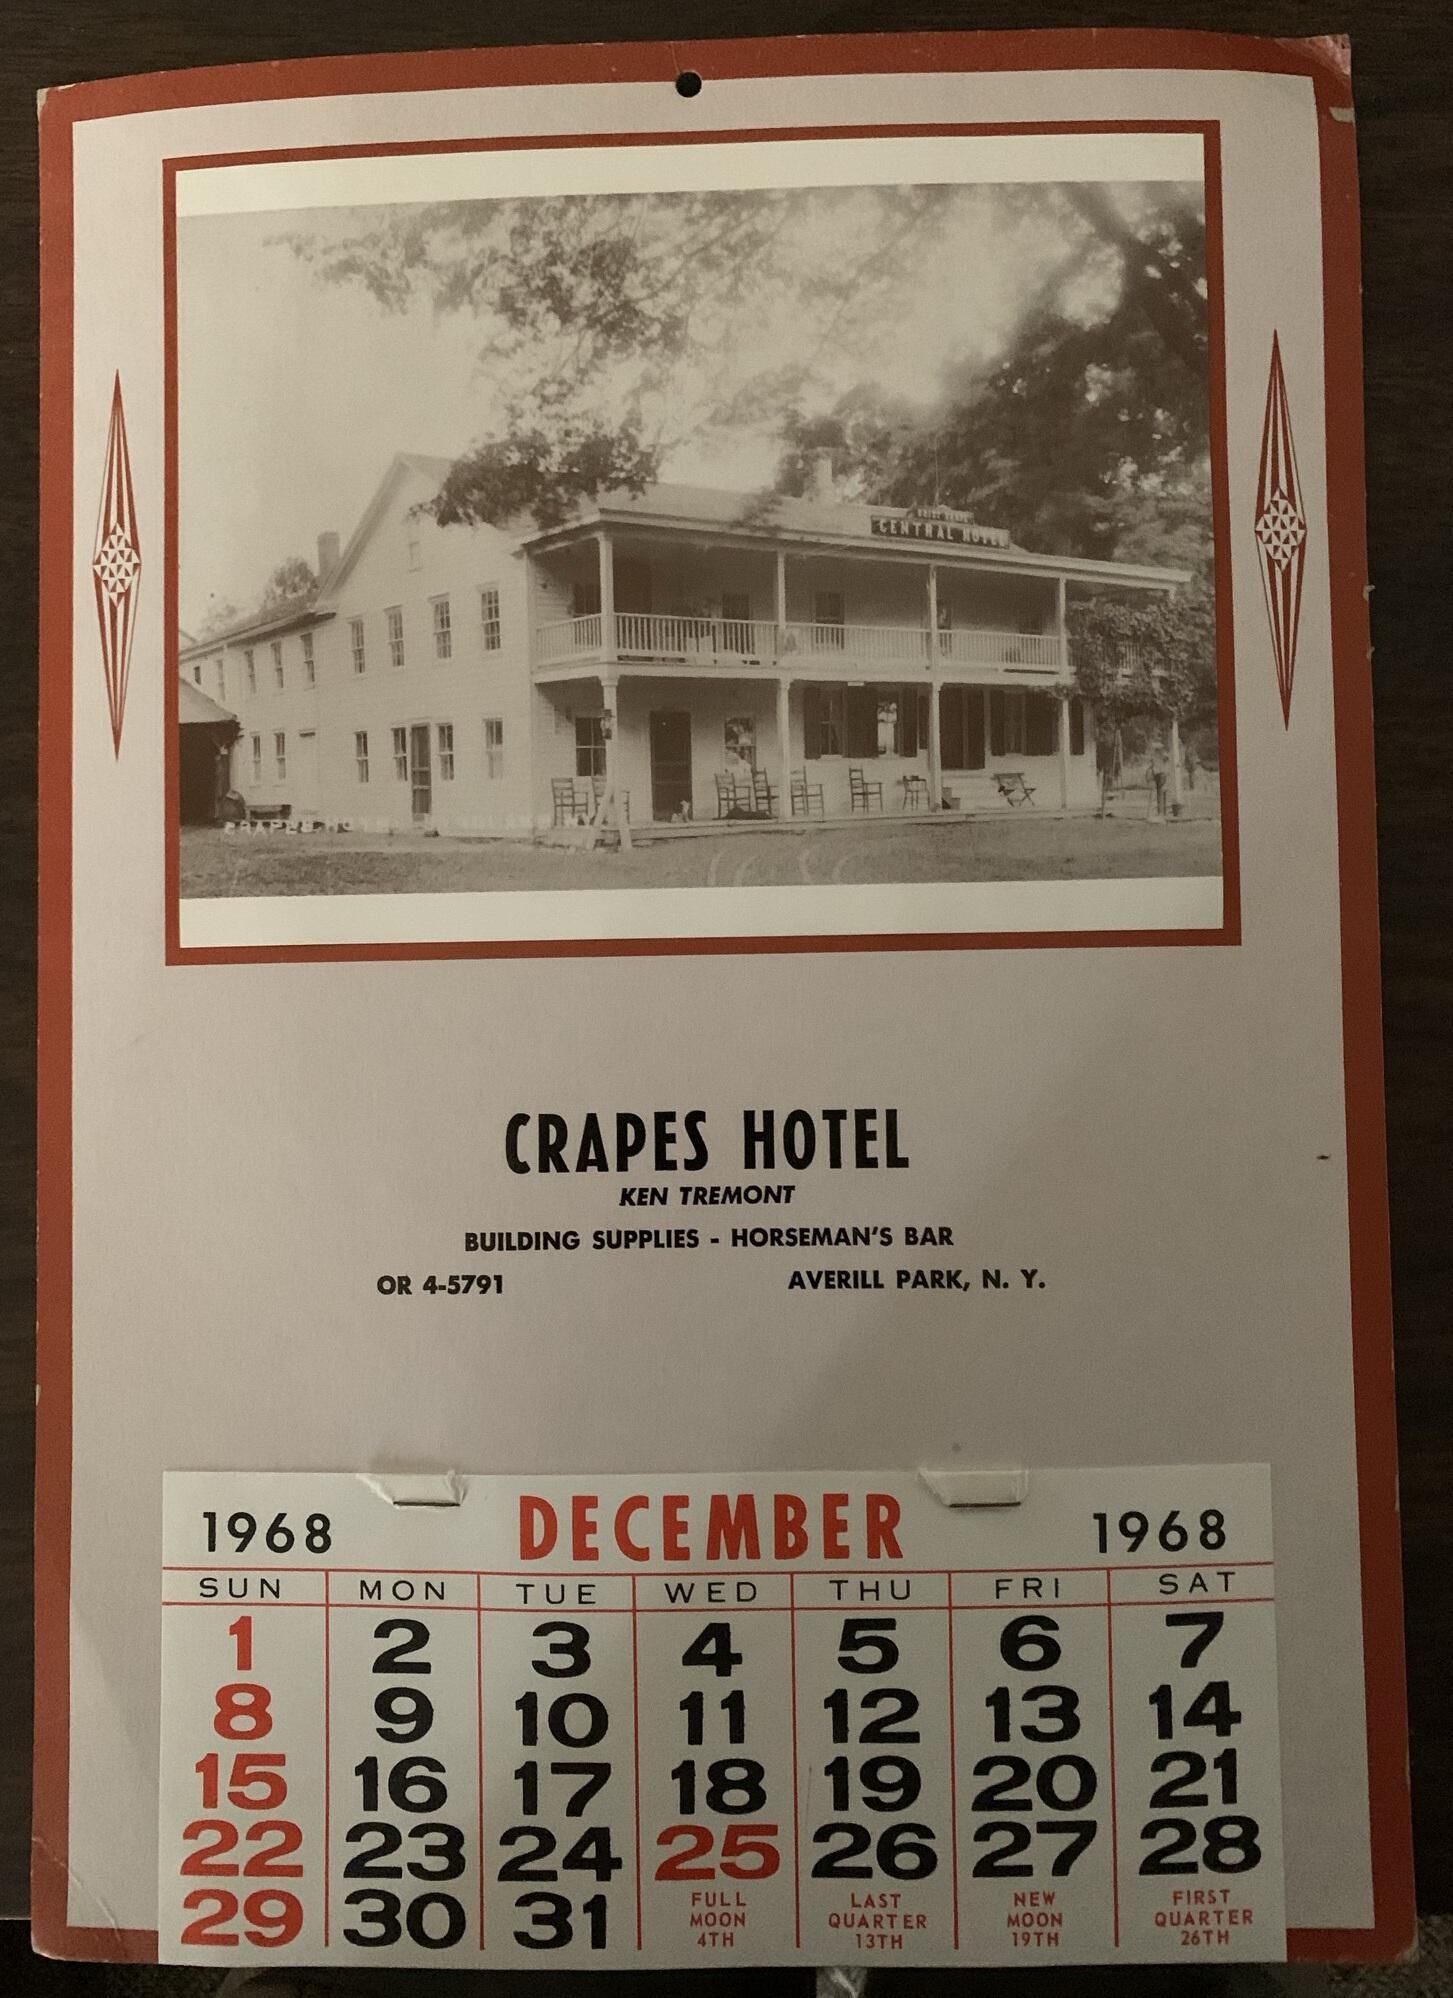 CENTRAL HOTEL
CRAPES HOTEL
CRAPES HOTEL
KEN TREMONT
BUILDING SUPPLIES - HORSEMAN'S BAR
OR 4-5791 AVERILL PARK, N. Y.
1968 DECEMBER 1968
SUN MON TUE WED THU FRI SAT
1 2 3 4 5 6 7
8 9 10 11 12 13 14
15 16 17 18 19 20 21
22 23 24 25 26 27 28
29 30 31
FULL MOON 4TH
LAST QUARTER 13TH
NEW MOON 19TH
FIRST QUARTER 26TH